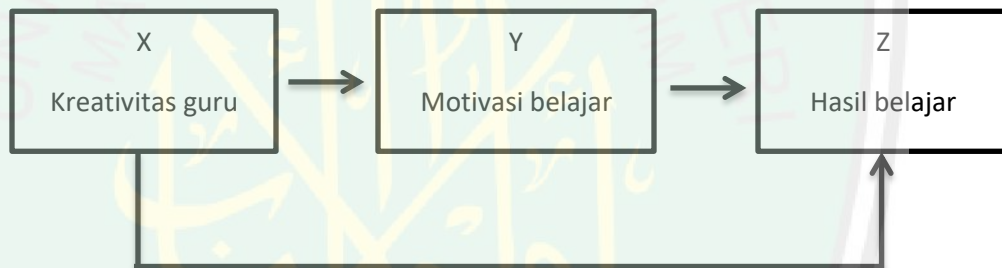 X
Kreativitas guru
Y
Motivasi belajar
Z
Hasil belajar